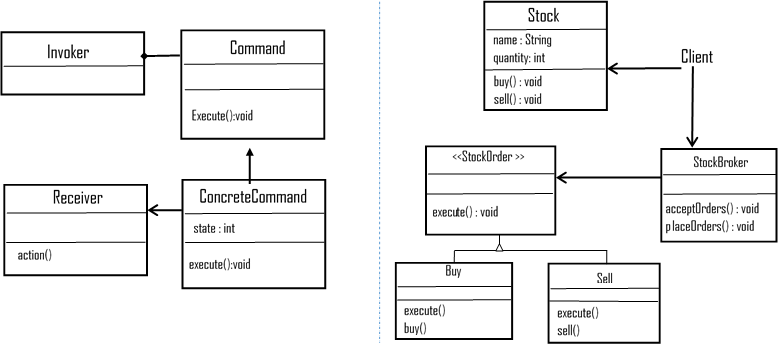 Invoker
Command
Execute():void
Receiver
action()
ConcreteCommand
state : int
execute():void
Stock
name : String
quantity: int
buy() : void
sell() : void
Client
<<StockOrder >>
execute() : void
StockBroker
acceptOrders() : void
placeOrders() : void
Buy
execute()
buy()
Sell
execute()
sell()